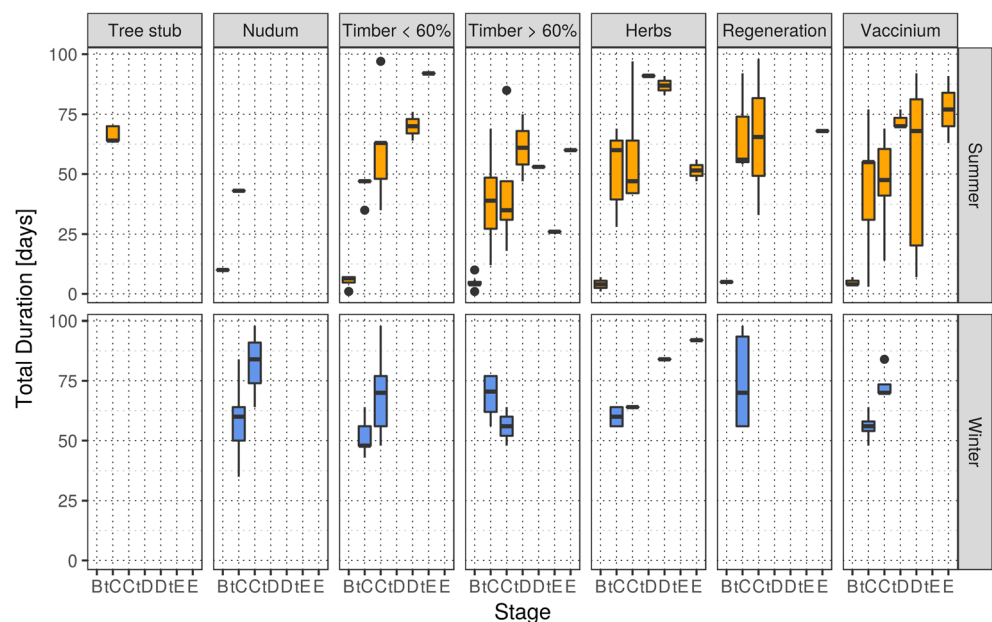 Tree stub Nudum Timber < 60% Timber > 60% Herbs Regeneration Vaccinium
100
75
50
25
0
Summer
Total Duration [days]
100
75
50
25
0
Winter
BtCCtDDtEE BtCCtDDtEE BtCCtDDtEE BtCCtDDtEE BtCCtDDtEE BtCCtDDtEE BtCCtDDtEE
Stage